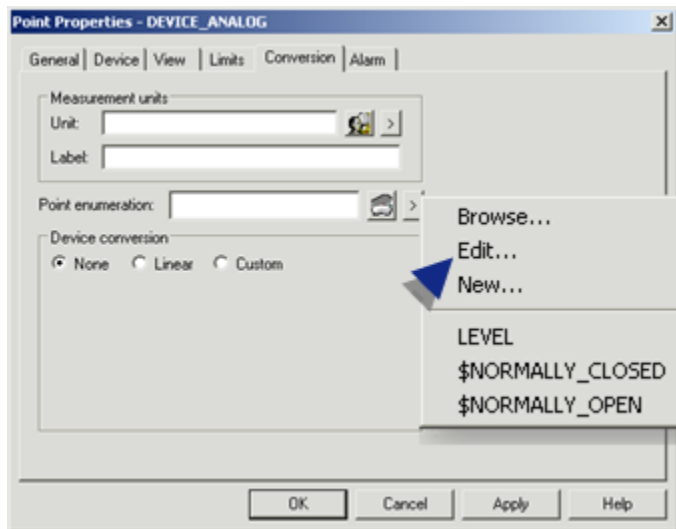 Point Properties - DEVICE_ANALOG
General Device View Limits Conversion Alarm
Measurement units
Unit:
>
Label:
Point enumeration:
>
Device conversion
None Linear Custom
Browse...
Edit...
New...
LEVEL
$NORMALLY_CLOSED
$NORMALLY_OPEN
OK Cancel Apply Help